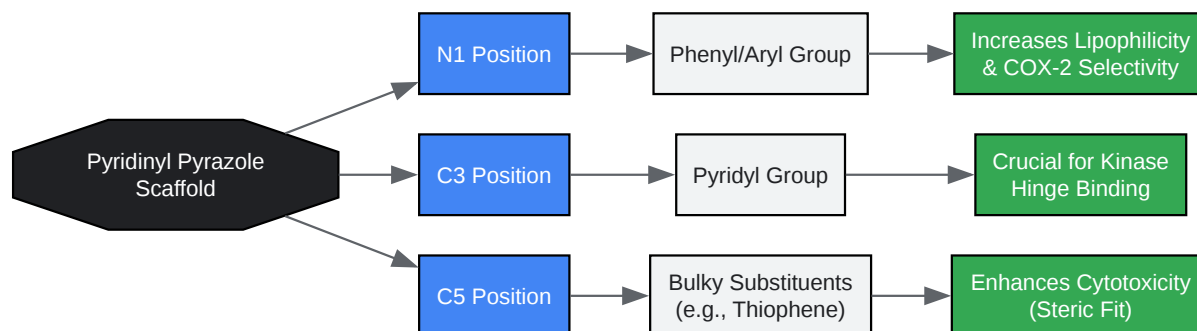 Pyridinyl Pyrazole
Scaffold
N1 Position
Phenyl/Aryl Group
Increases Lipophilicity
& COX-2 Selectivity
C3 Position
Pyridyl Group
Crucial for Kinase
Hinge Binding
C5 Position
Bulky Substituents
(e.g., Thiophene)
Enhances Cytotoxicity
(Steric Fit)